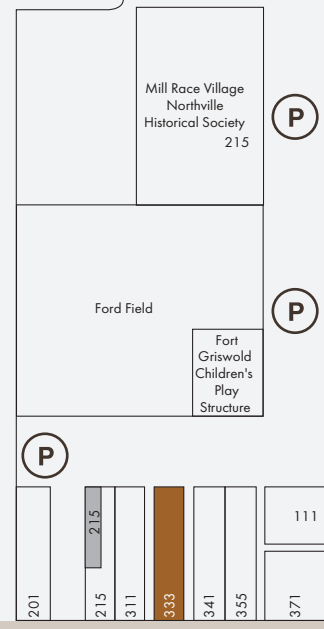 Mill Race Village
Northville
Historical Society
215
P
P
Ford Field
Fort
Griswold
Children's
Play
Structure
P
201
215
215
311
333
341
355
111
371